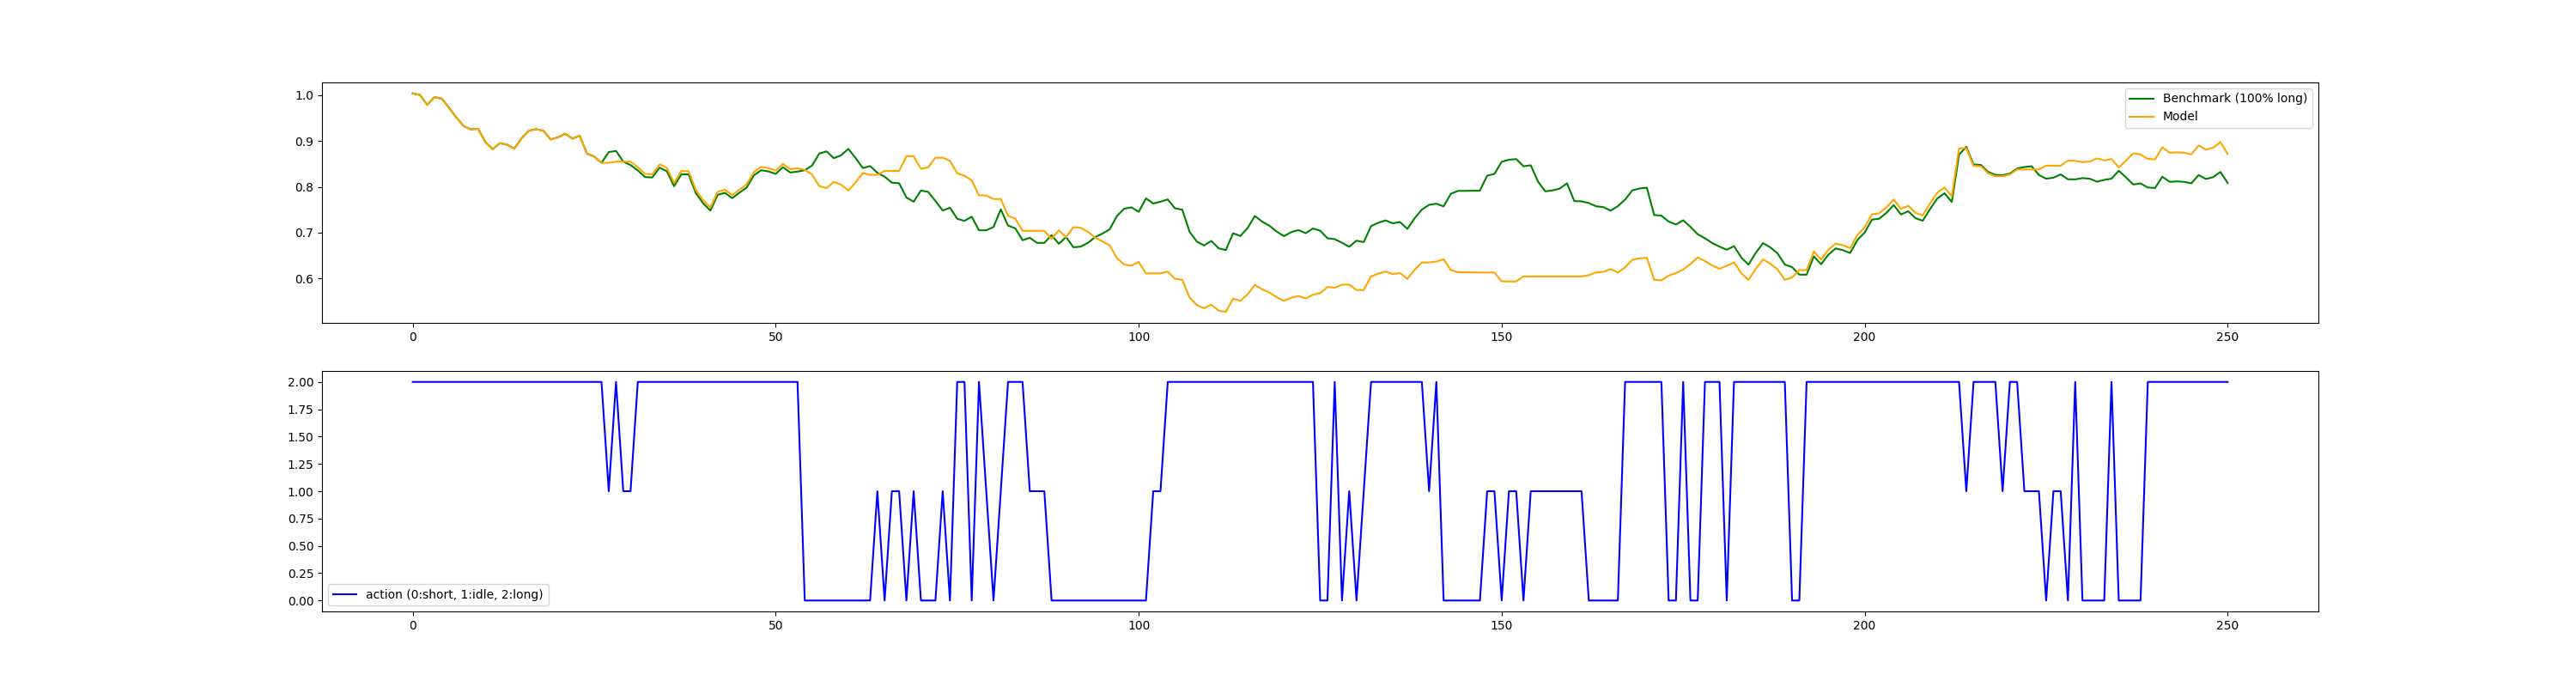 1.0
0.9
0.8
0.7
0.6
Benchmark (100% long)
Model
0 50 100 150 200 250
2.00
1.75
1.50
1.25
1.00
0.75
0.50
0.25
0.00
action (0:short, 1:idle, 2:long)
0 50 100 150 200 250